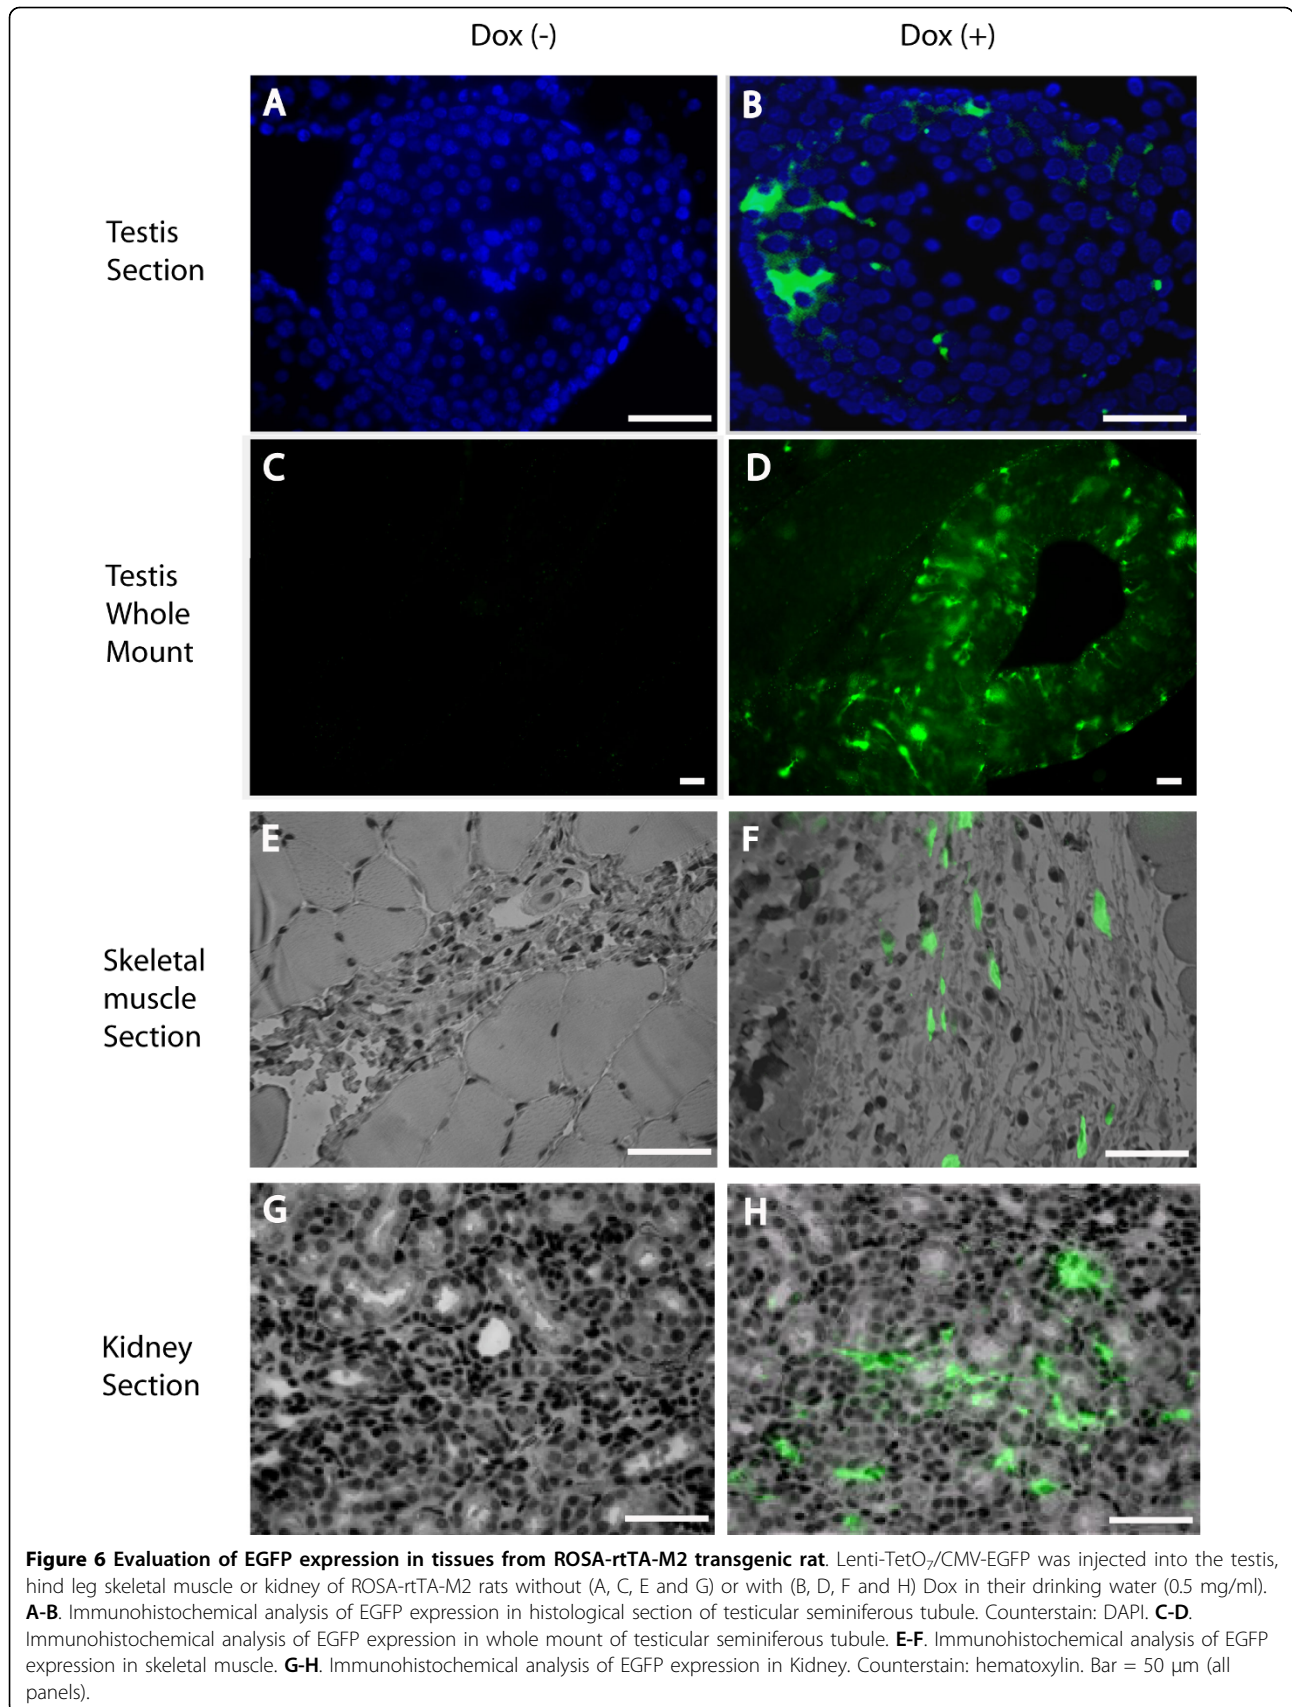 Dox (-)
Dox (+)
A
B
Testis
Section
C
D
Testis
Whole
Mount
E
F
Skeletal
muscle
Section
G
H
Kidney
Section
Figure 6 Evaluation of EGFP expression in tissues from ROSA-rtTA-M2 transgenic rat. Lenti-TetO₇/CMV-EGFP was injected into the testis,
hind leg skeletal muscle or kidney of ROSA-rtTA-M2 rats without (A, C, E and G) or with (B, D, F and H) Dox in their drinking water (0.5 mg/ml).
A-B. Immunohistochemical analysis of EGFP expression in histological section of testicular seminiferous tubule. Counterstain: DAPI. C-D.
Immunohistochemical analysis of EGFP expression in whole mount of testicular seminiferous tubule. E-F. Immunohistochemical analysis of EGFP
expression in skeletal muscle. G-H. Immunohistochemical analysis of EGFP expression in Kidney. Counterstain: hematoxylin. Bar = 50 μm (all
panels).